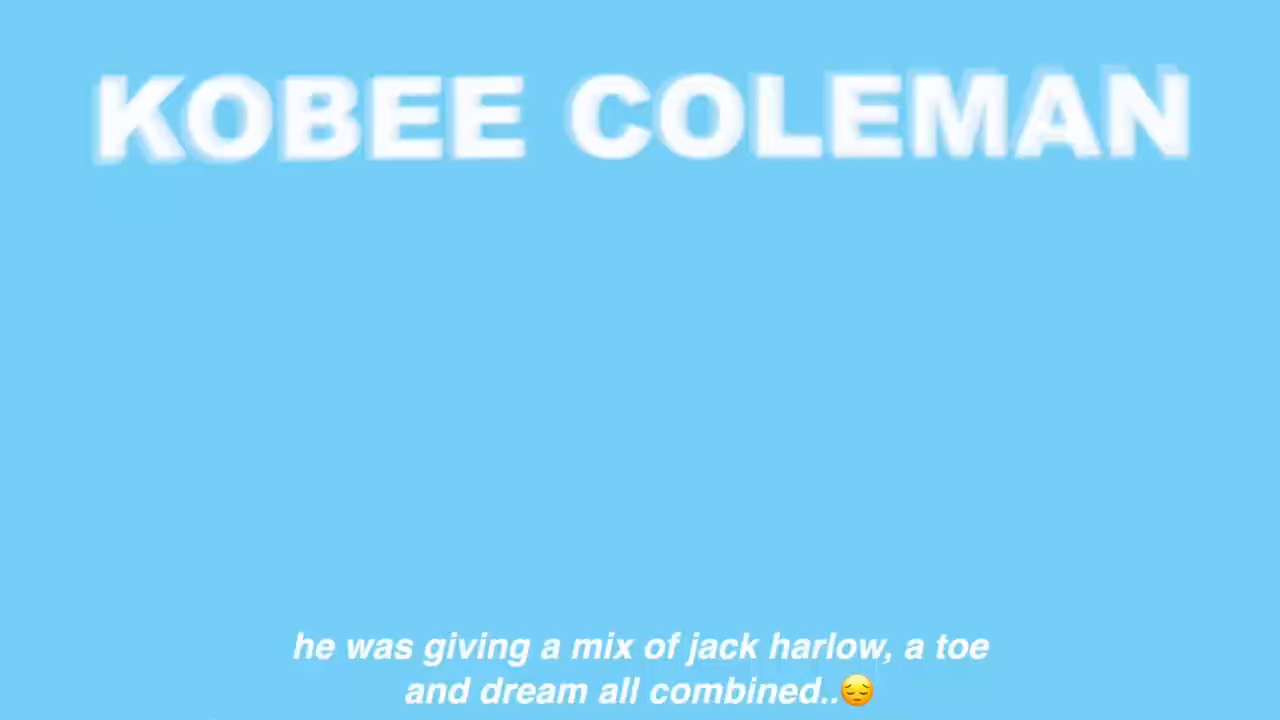 KOBEE COLEMAN
he was giving a mix of jack harlow, a toe
and dream all combined..😔